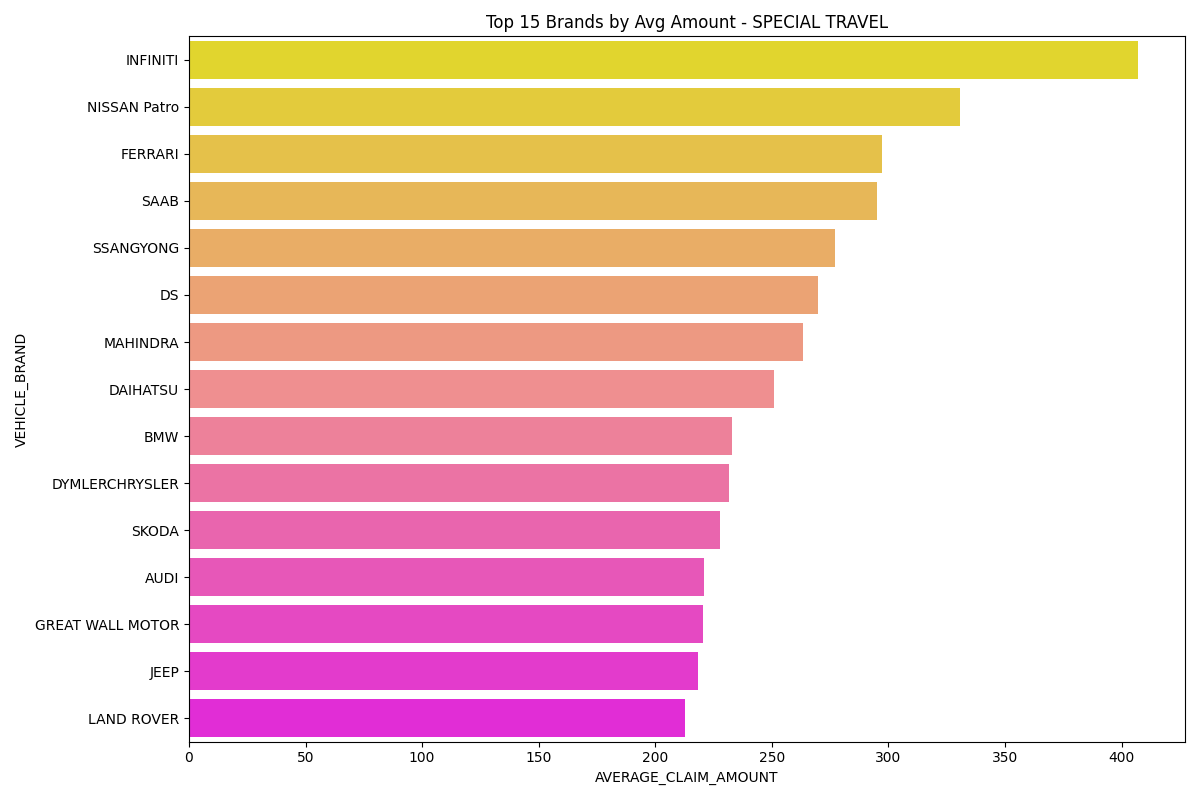 Top 15 Brands by Avg Amount - SPECIAL TRAVEL
INFINITI
NISSAN Patro
FERRARI
SAAB
SSANGYONG
DS
MAHINDRA
DAIHATSU
BMW
DYMLERCHRYSLER
SKODA
AUDI
GREAT WALL MOTOR
JEEP
LAND ROVER
VEHICLE_BRAND
0 50 100 150 200 250 300 350 400
AVERAGE_CLAIM_AMOUNT